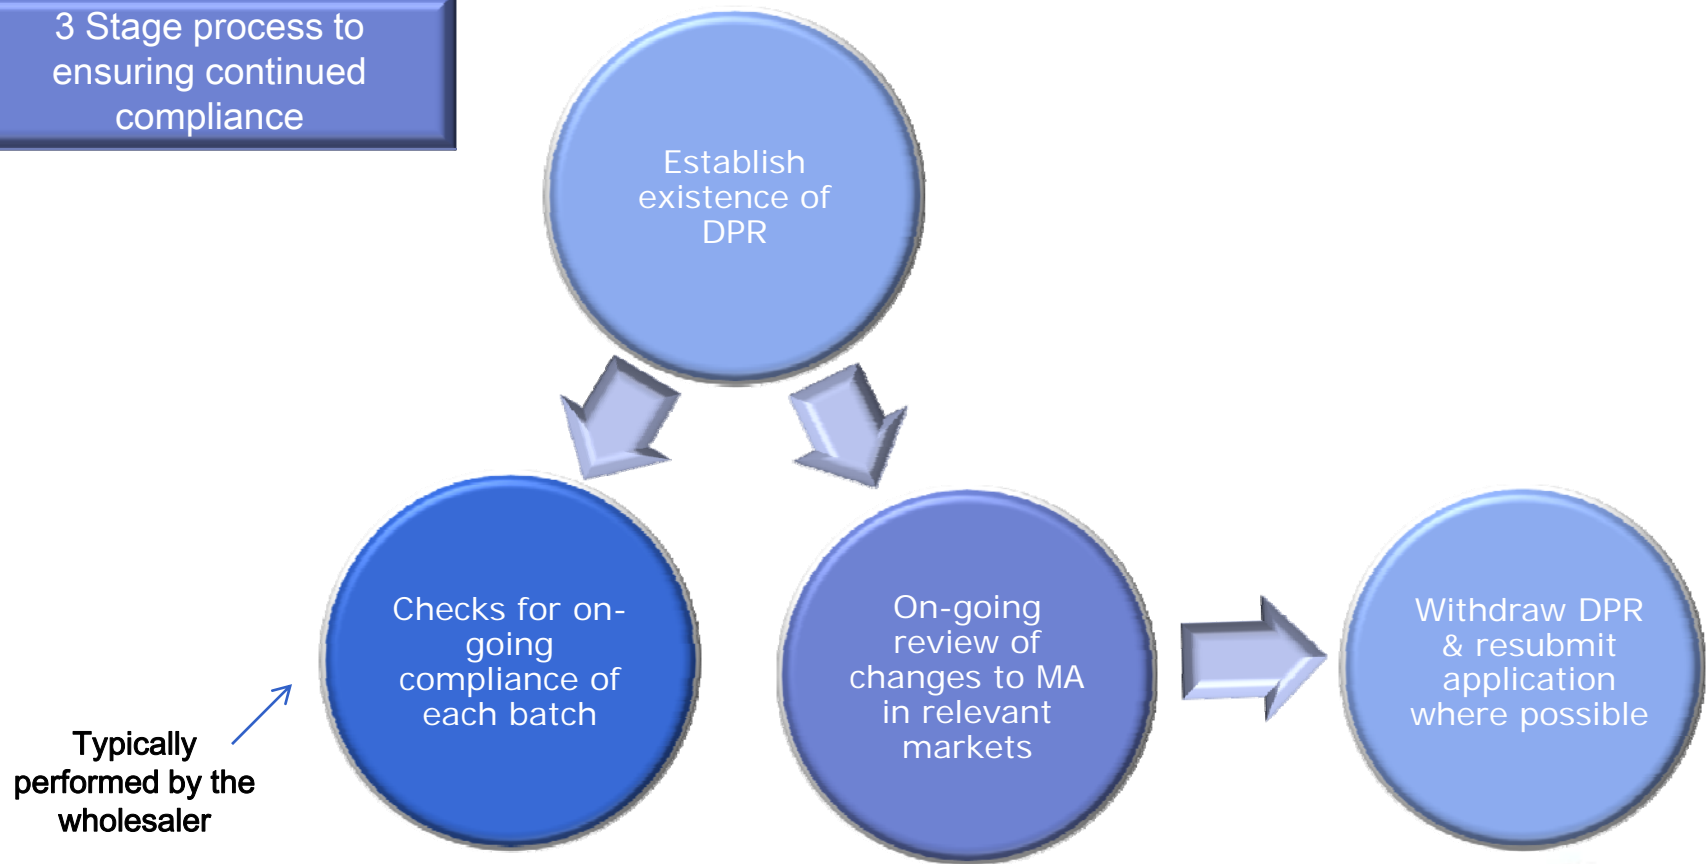 3 Stage process to
ensuring continued
compliance
Establish
existence of
DPR
Checks for on-
going
compliance of
each batch
On-going
review of
changes to MA
in relevant
markets
Withdraw DPR
& resubmit
application
where possible
Typically
performed by the
wholesaler